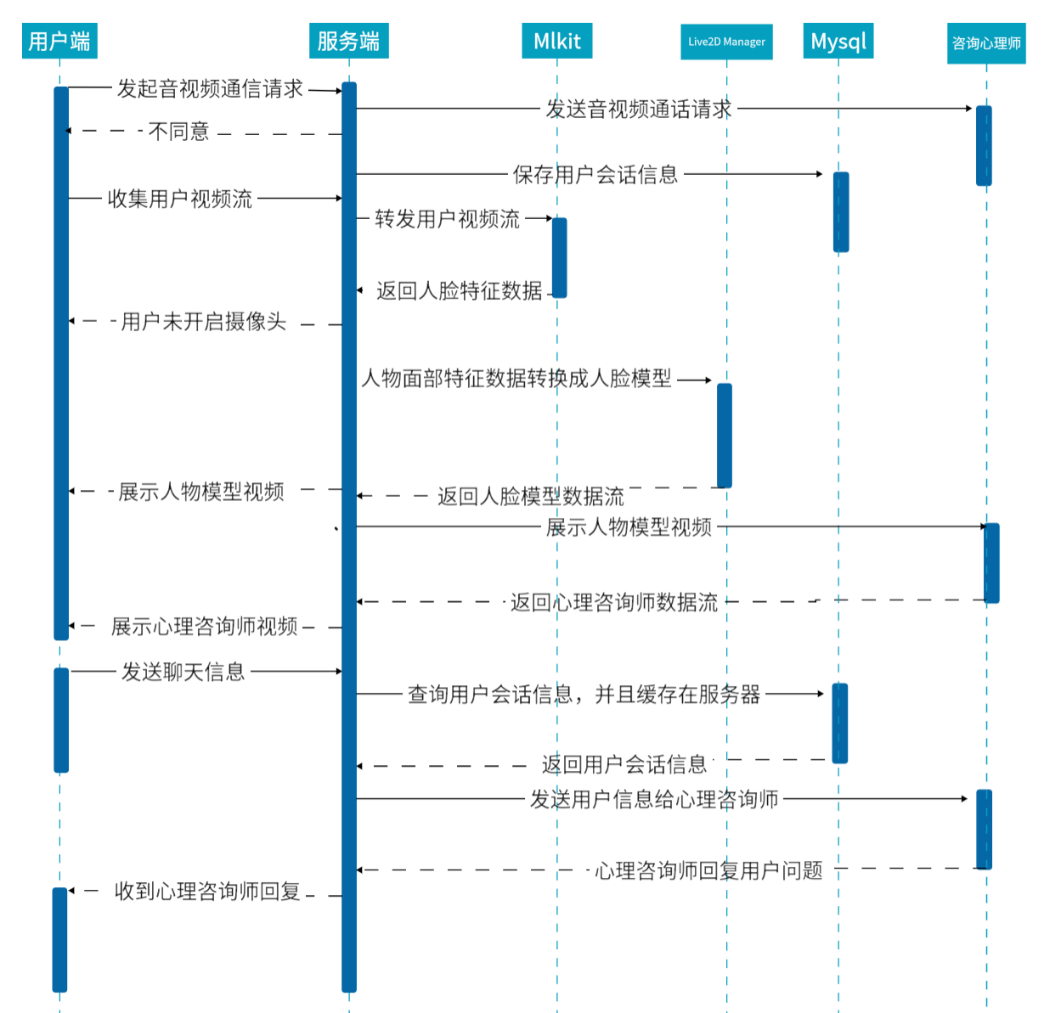 用户端
服务端
Mlkit
Live2D Manager
Mysql
咨询心理师
发起音视频通信请求
发送音视频通话请求
不同意
保存用户会话信息
收集用户视频流
转发用户视频流
返回人脸特征数据
用户未开启摄像头
人物面部特征数据转换成人脸模型
展示人物模型视频
返回人脸模型数据流
展示人物模型视频
返回心理咨询师数据流
展示心理咨询师视频
发送聊天信息
查询用户会话信息，并且缓存在服务器
返回用户会话信息
发送用户信息给心理咨询师
心理咨询师回复用户问题
收到心理咨询师回复